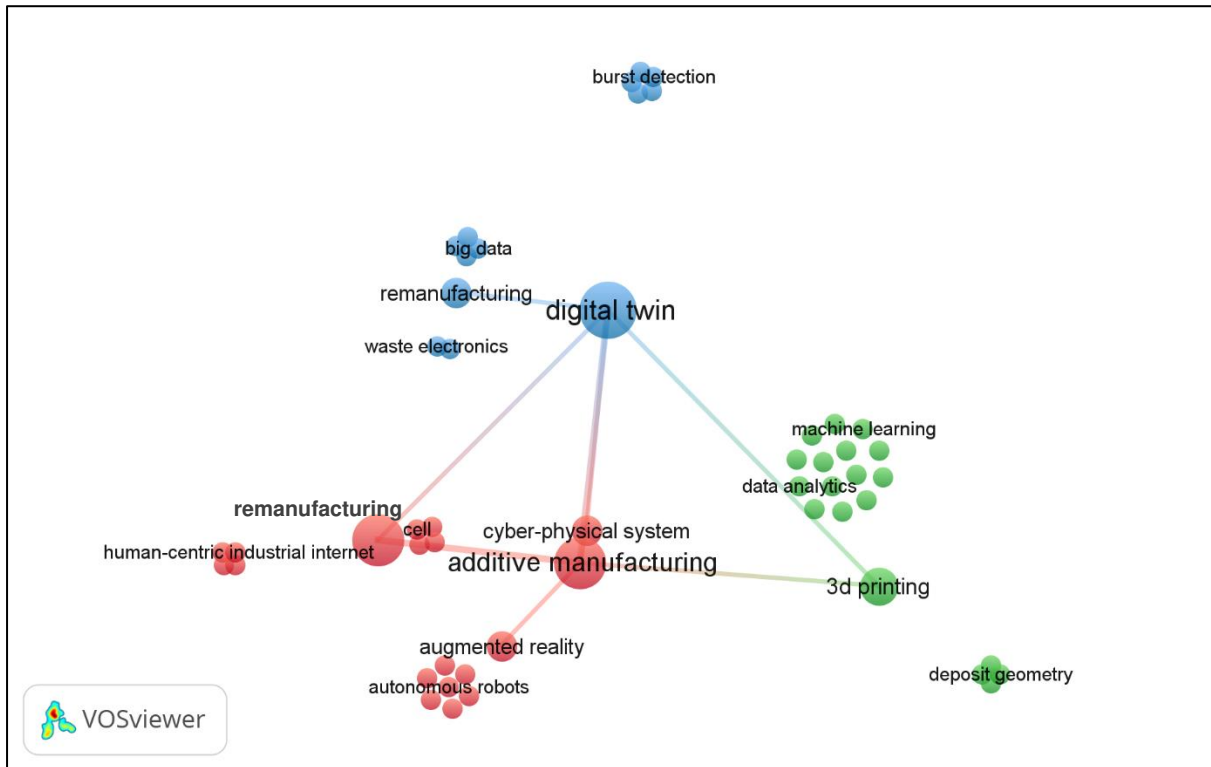 burst detection
big data
remanufacturing
digital twin
waste electronics
machine learning
data analytics
remanufacturing
cell
cyber-physical system
human-centric industrial internet
additive manufacturing
3d printing
augmented reality
autonomous robots
deposit geometry
VOSviewer